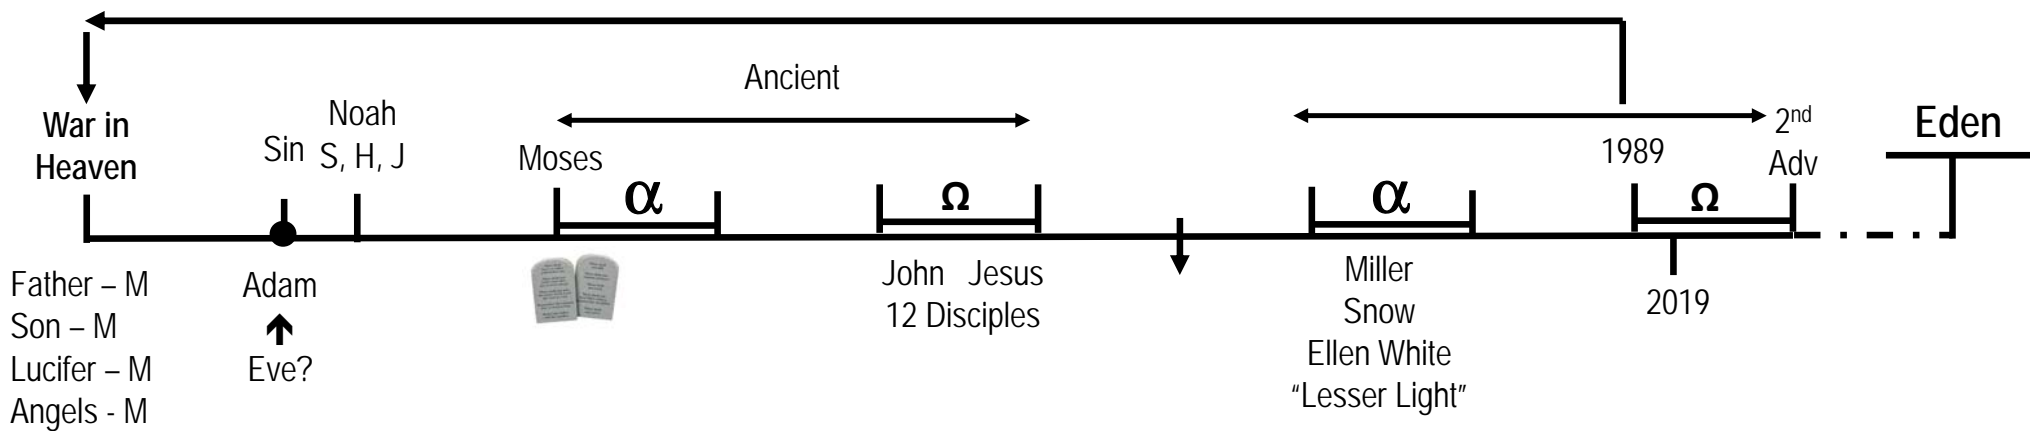 Ancient
War in
Heaven
Sin
Noah
S, H, J
Moses
α
Ω
α
1989
Ω
2nd
Adv
Eden
Father – M
Son – M
Lucifer – M
Angels - M
Adam
Eve?
John Jesus
12 Disciples
Miller
Snow
Ellen White
“Lesser Light”
2019